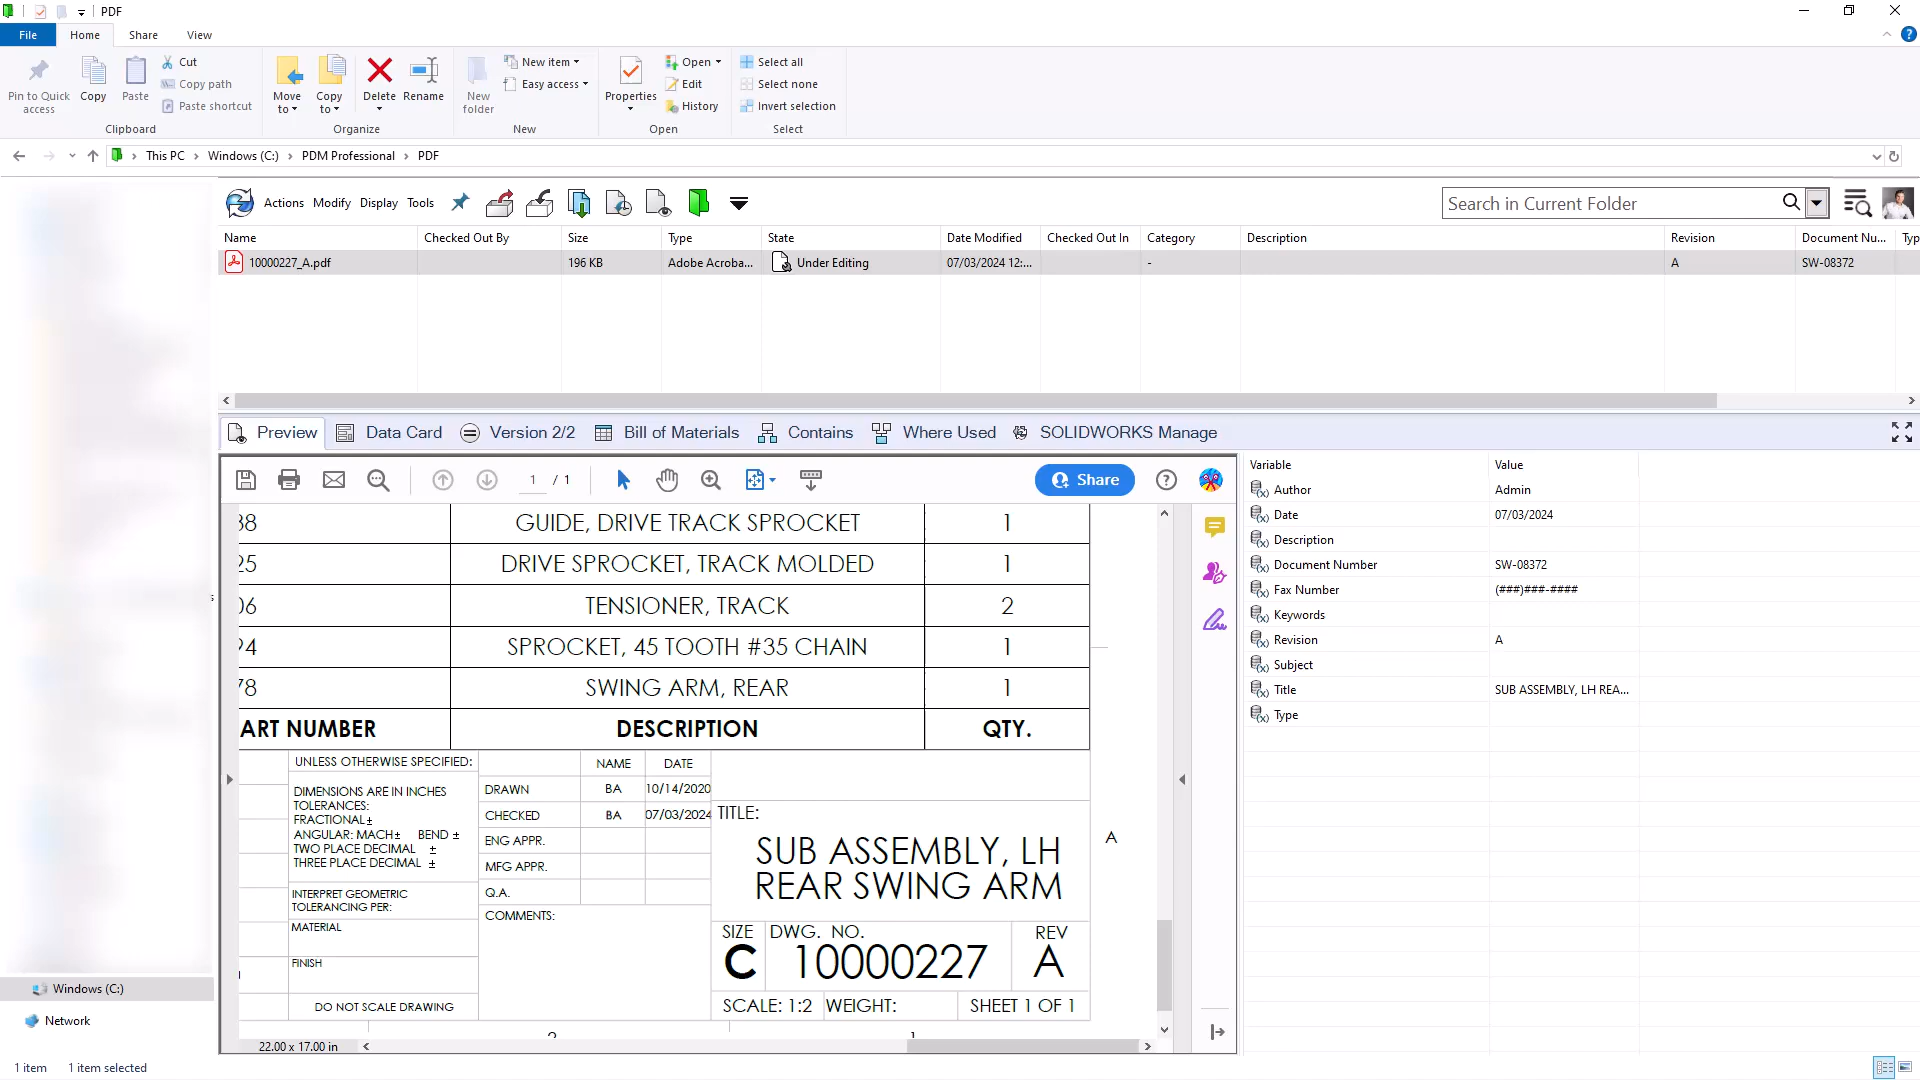 PDF
File
Home
Share
View
Pin to Quick access
Copy
Paste
Cut
Copy path
Paste shortcut
Clipboard
Move to
Copy to
Delete
Rename
Organize
New folder
New item
Easy access
New
Properties
Open
Edit
History
Open
Select all
Select none
Invert selection
Select
This PC > Windows (C:) > PDM Professional > PDF
Actions Modify Display Tools
Search in Current Folder
Name Checked Out By Size Type State Date Modified Checked Out In Category Description Revision Document Nu... Typ
10000227_A.pdf 196 KB Adobe Acroba... Under Editing 07/03/2024 12:... - A SW-08372
Preview Data Card Version 2/2 Bill of Materials Contains Where Used SOLIDWORKS Manage
1 / 1
Share
38 GUIDE, DRIVE TRACK SPROCKET 1
25 DRIVE SPROCKET, TRACK MOLDED 1
06 TENSIONER, TRACK 2
94 SPROCKET, 45 TOOTH #35 CHAIN 1
78 SWING ARM, REAR 1
ART NUMBER DESCRIPTION QTY.
UNLESS OTHERWISE SPECIFIED:
DIMENSIONS ARE IN INCHES
TOLERANCES:
FRACTIONAL±
ANGULAR: MACH± BEND ±
TWO PLACE DECIMAL ±
THREE PLACE DECIMAL ±
INTERPRET GEOMETRIC
TOLERANCING PER:
MATERIAL
FINISH
DO NOT SCALE DRAWING
NAME DATE
DRAWN BA 10/14/2020
CHECKED BA 07/03/2024
ENG APPR.
MFG APPR.
Q.A.
COMMENTS:
TITLE:
SUB ASSEMBLY, LH
REAR SWING ARM
A
SIZE DWG. NO. REV
C 10000227 A
SCALE: 1:2 WEIGHT: SHEET 1 OF 1
22.00 x 17.00 in
Variable Value
Author Admin
Date 07/03/2024
Description
Document Number SW-08372
Fax Number (###)###-####
Keywords
Revision A
Subject
Title SUB ASSEMBLY, LH REA...
Type
Windows (C:)
Network
1 item 1 item selected